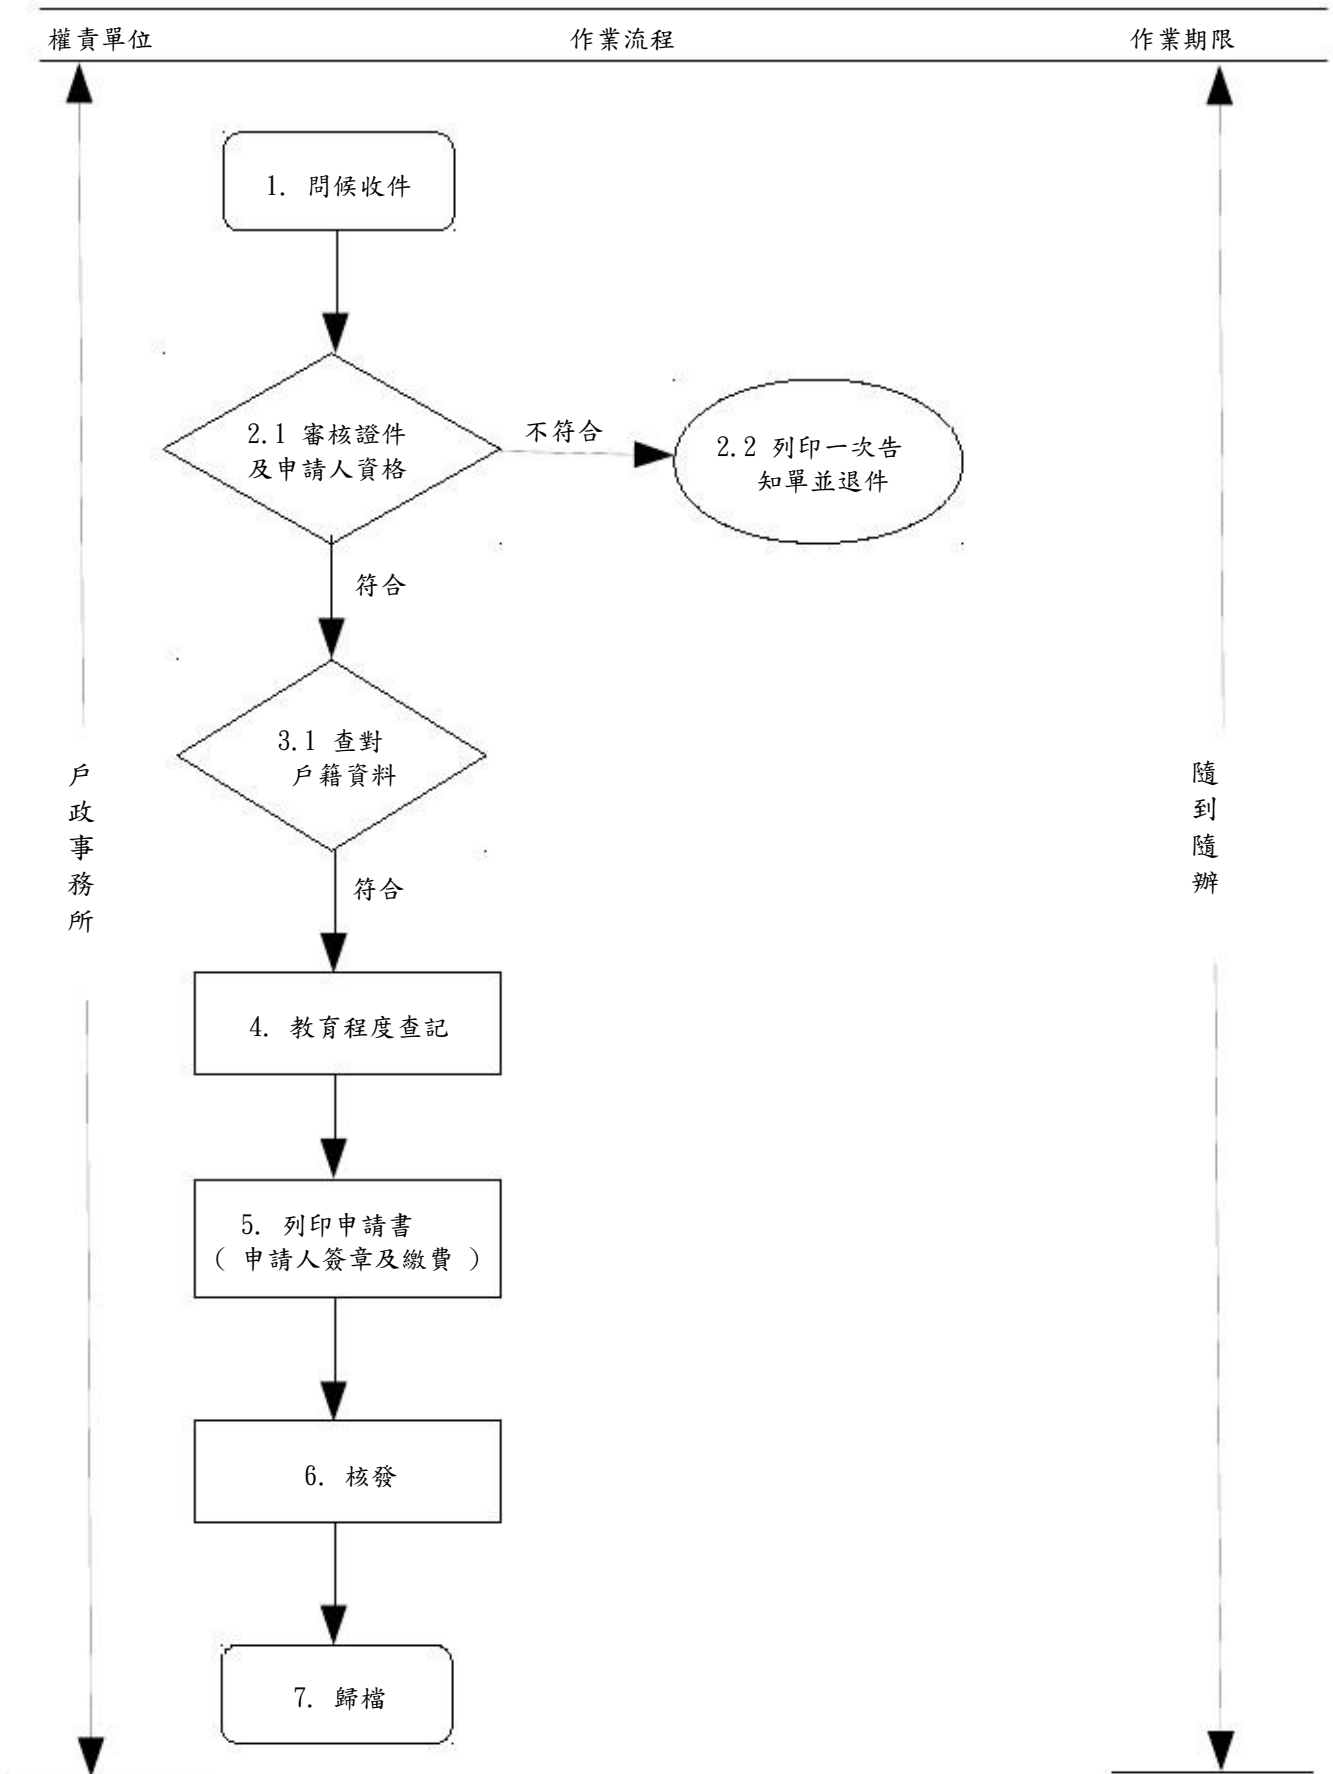 權責單位 作業流程 作業期限
1. 問候收件
2.1 審核證件
及申請人資格
不符合
2.2 列印一次告
知單並退件
符合
3.1 查對
戶籍資料
戶政事務所
隨到隨辦
符合
4. 教育程度查記
5. 列印申請書
( 申請人簽章及繳費 )
6. 核發
7. 歸檔